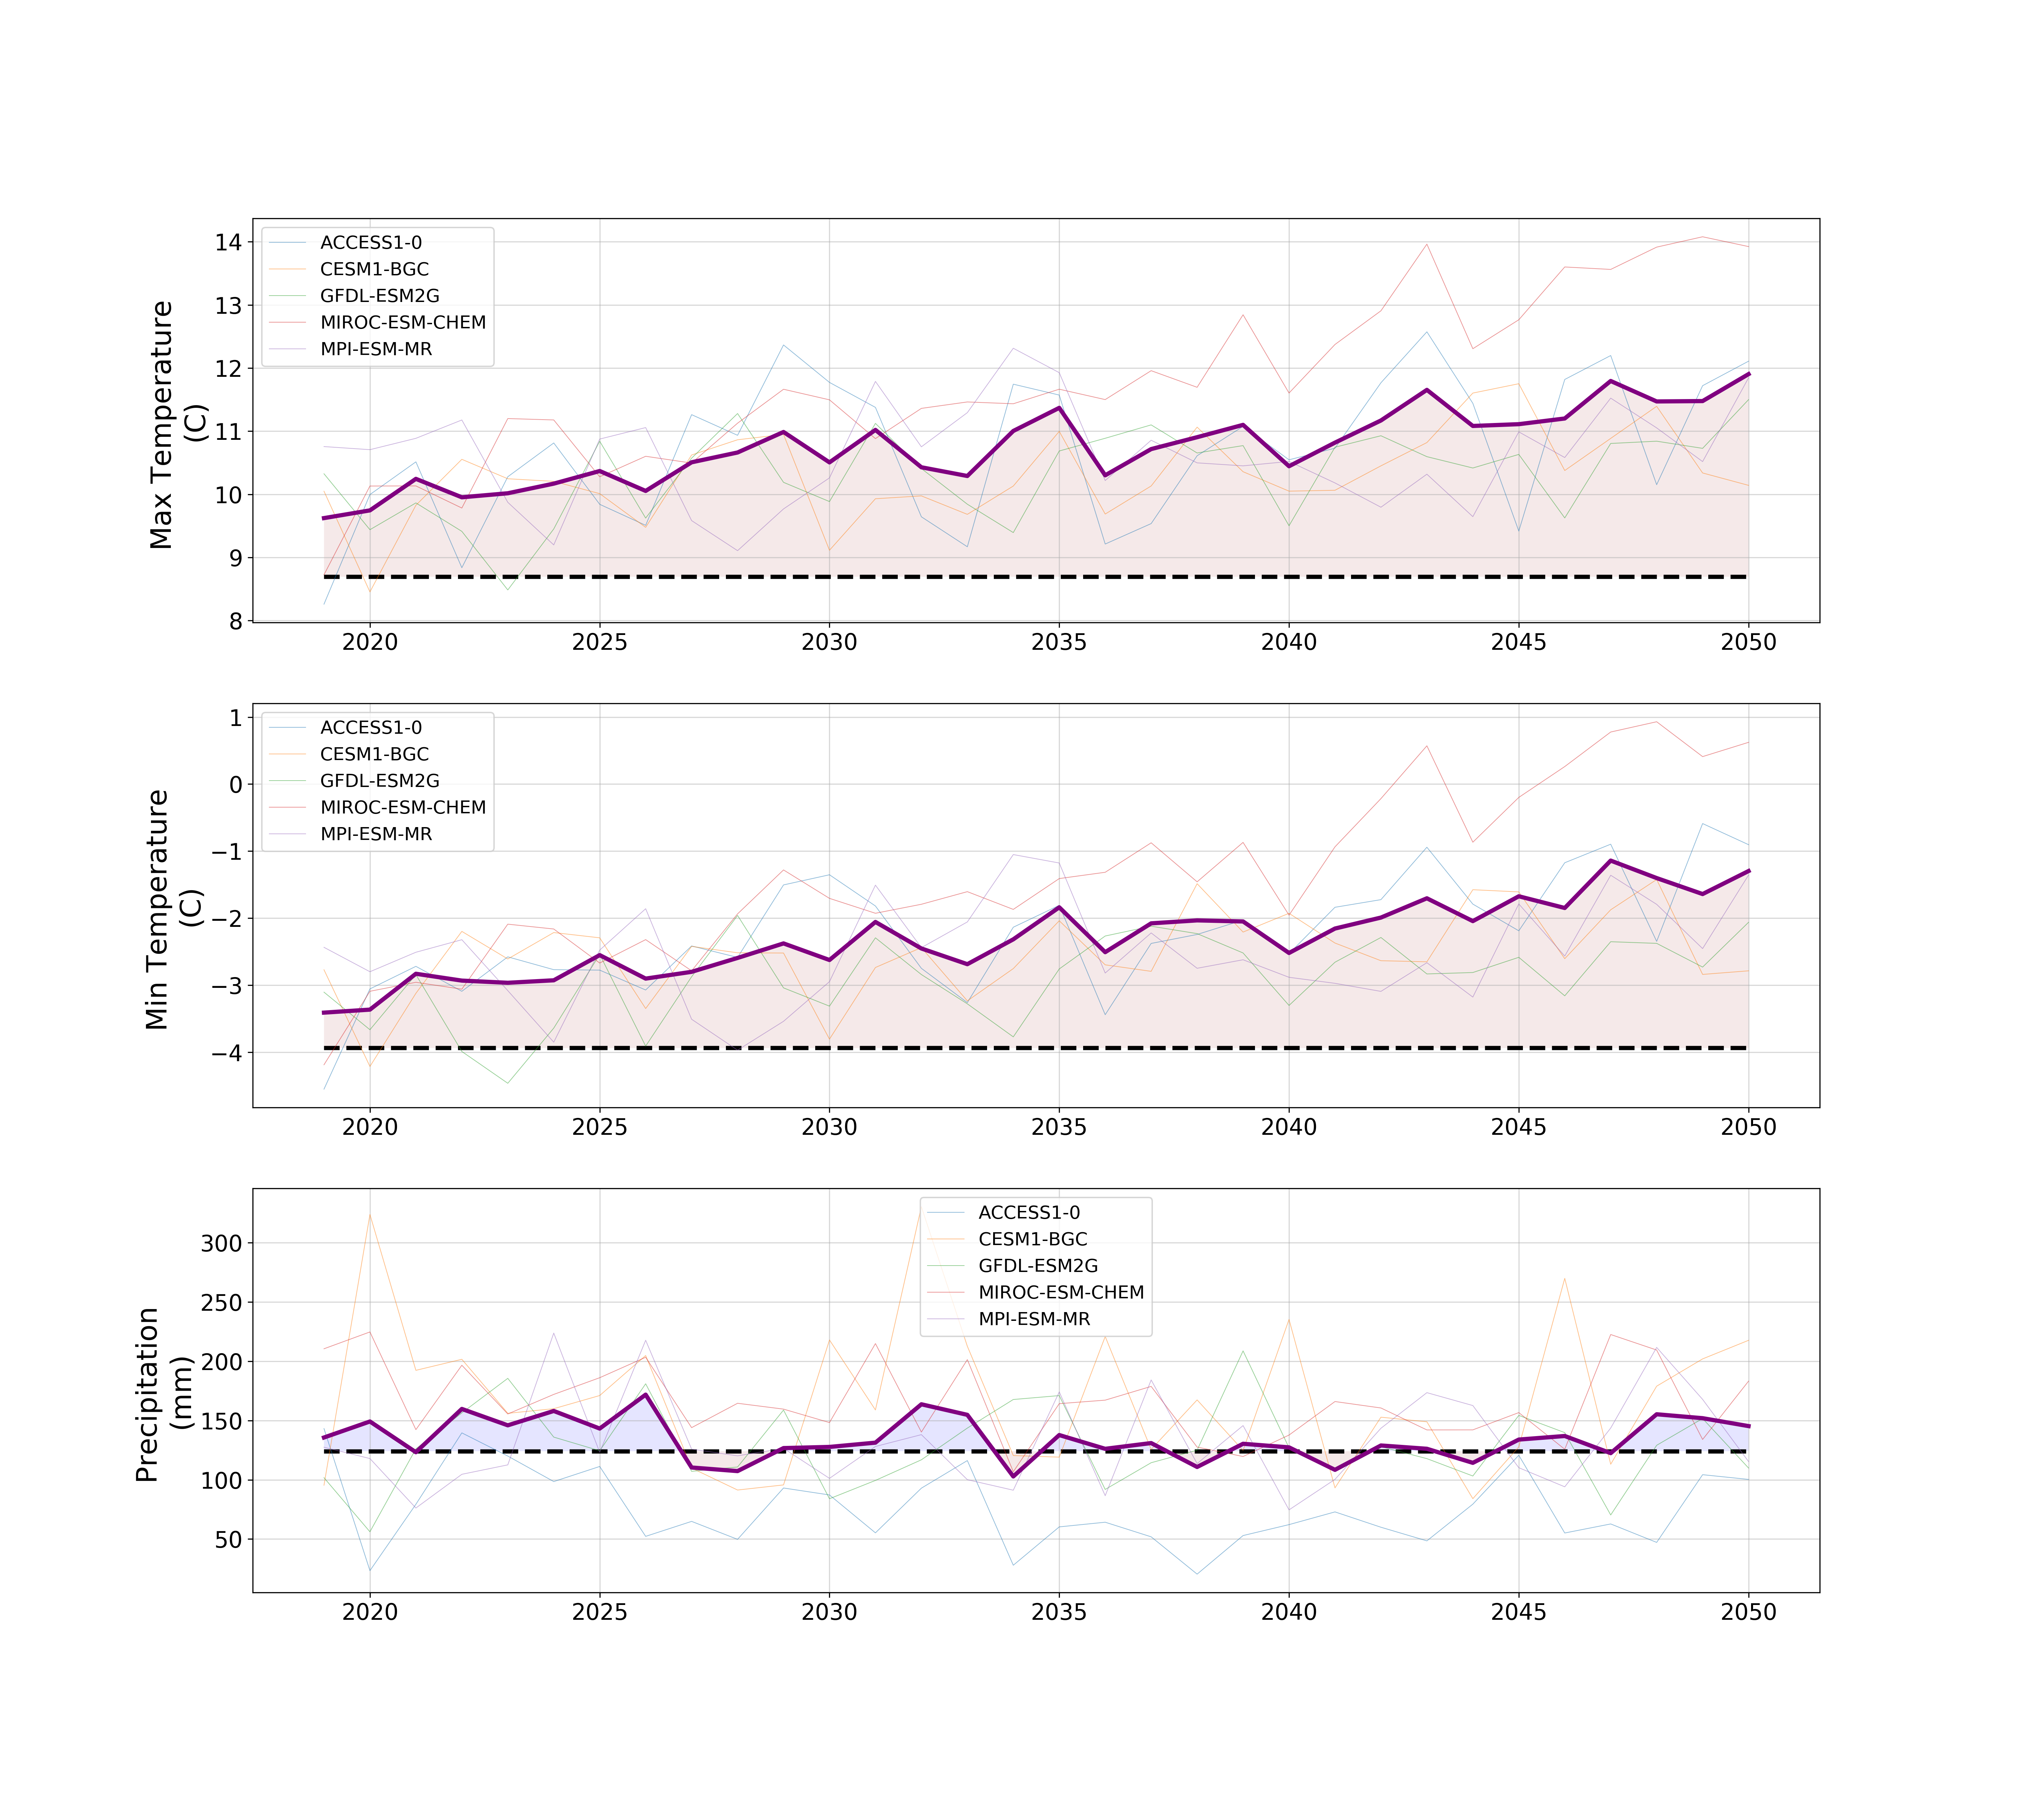 Max Temperature
(C)
14
13
12
11
10
9
8
ACCESS1-0
CESM1-BGC
GFDL-ESM2G
MIROC-ESM-CHEM
MPI-ESM-MR
2020 2025 2030 2035 2040 2045 2050
Min Temperature
(C)
1
0
−1
−2
−3
−4
ACCESS1-0
CESM1-BGC
GFDL-ESM2G
MIROC-ESM-CHEM
MPI-ESM-MR
2020 2025 2030 2035 2040 2045 2050
Precipitation
(mm)
300
250
200
150
100
50
ACCESS1-0
CESM1-BGC
GFDL-ESM2G
MIROC-ESM-CHEM
MPI-ESM-MR
2020 2025 2030 2035 2040 2045 2050